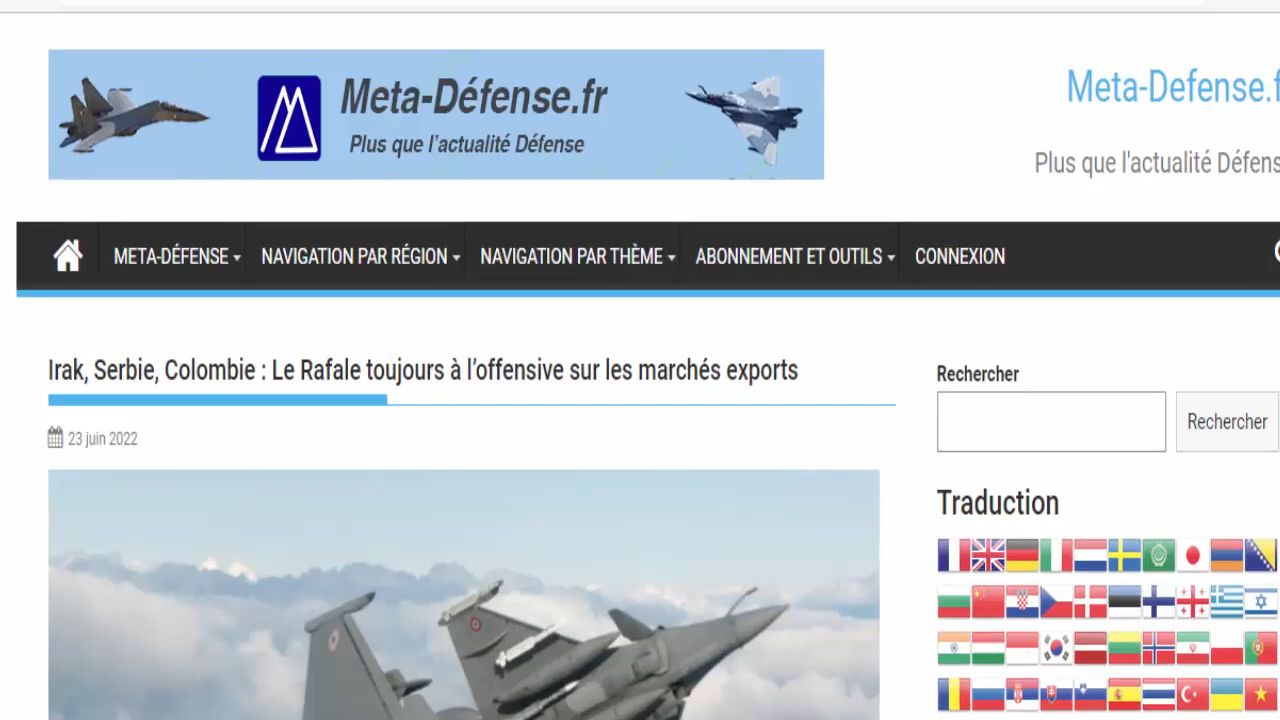 Meta-Défense.fr
Plus que l'actualité Défense
Meta-Defense.f
Plus que l'actualité Défens
META-DÉFENSE
NAVIGATION PAR RÉGION
NAVIGATION PAR THÈME
ABONNEMENT ET OUTILS
CONNEXION
Irak, Serbie, Colombie : Le Rafale toujours à l’offensive sur les marchés exports
23 juin 2022
Rechercher
Rechercher
Traduction